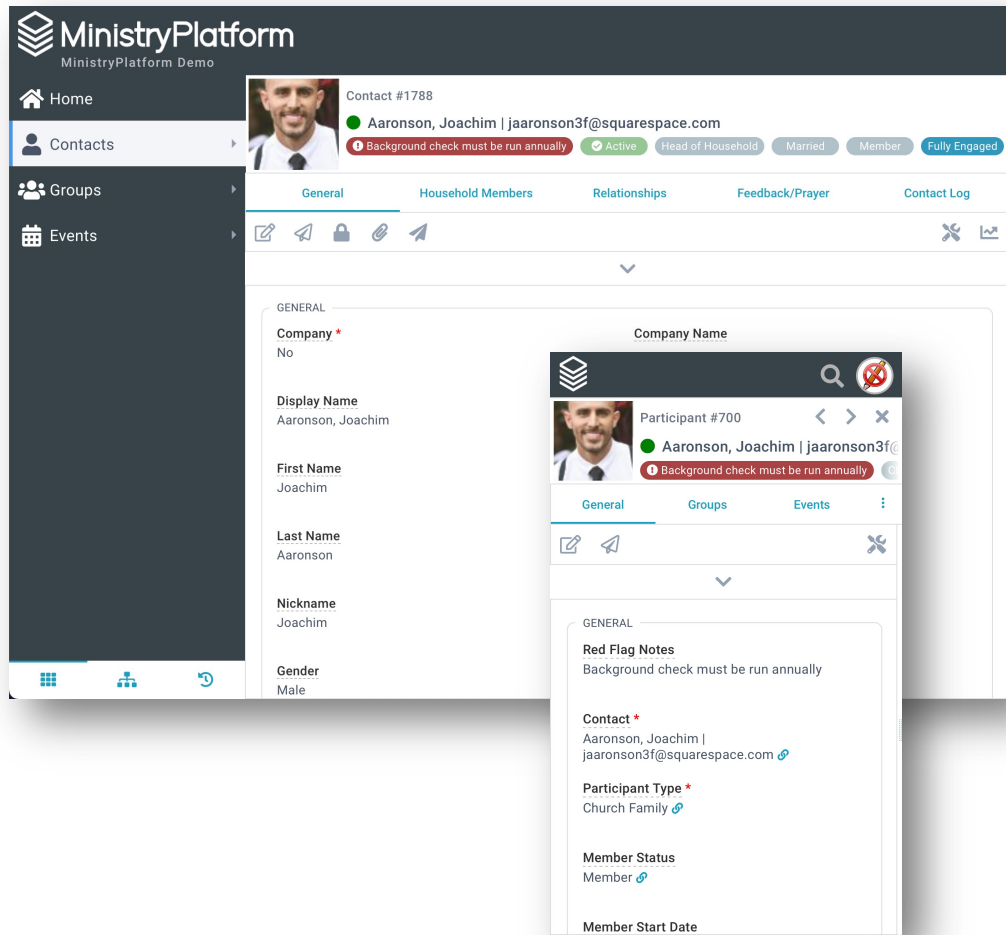 MinistryPlatform
MinistryPlatform Demo
Home
Contacts
Groups
Events
Contact #1788
Aaronson, Joachim | jaaronson3f@squarespace.com
Background check must be run annually
Active
Head of Household
Married
Member
Fully Engaged
General
Household Members
Relationships
Feedback/Prayer
Contact Log
GENERAL
Company *
No
Company Name
Display Name
Aaronson, Joachim
First Name
Joachim
Last Name
Aaronson
Nickname
Joachim
Gender
Male
Participant #700
Aaronson, Joachim | jaaronson3f@
Background check must be run annually
General
Groups
Events
GENERAL
Red Flag Notes
Background check must be run annually
Contact *
Aaronson, Joachim |
jaaronson3f@squarespace.com
Participant Type *
Church Family
Member Status
Member
Member Start Date